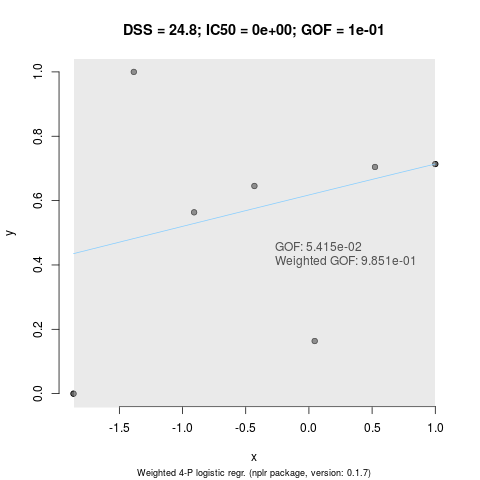 DSS = 24.8; IC50 = 0e+00; GOF = 1e-01
1.0
0.8
0.6
0.4
0.2
0.0
y
GOF: 5.415e-02
Weighted GOF: 9.851e-01
-1.5 -1.0 -0.5 0.0 0.5 1.0
x
Weighted 4-P logistic regr. (nplr package, version: 0.1.7)